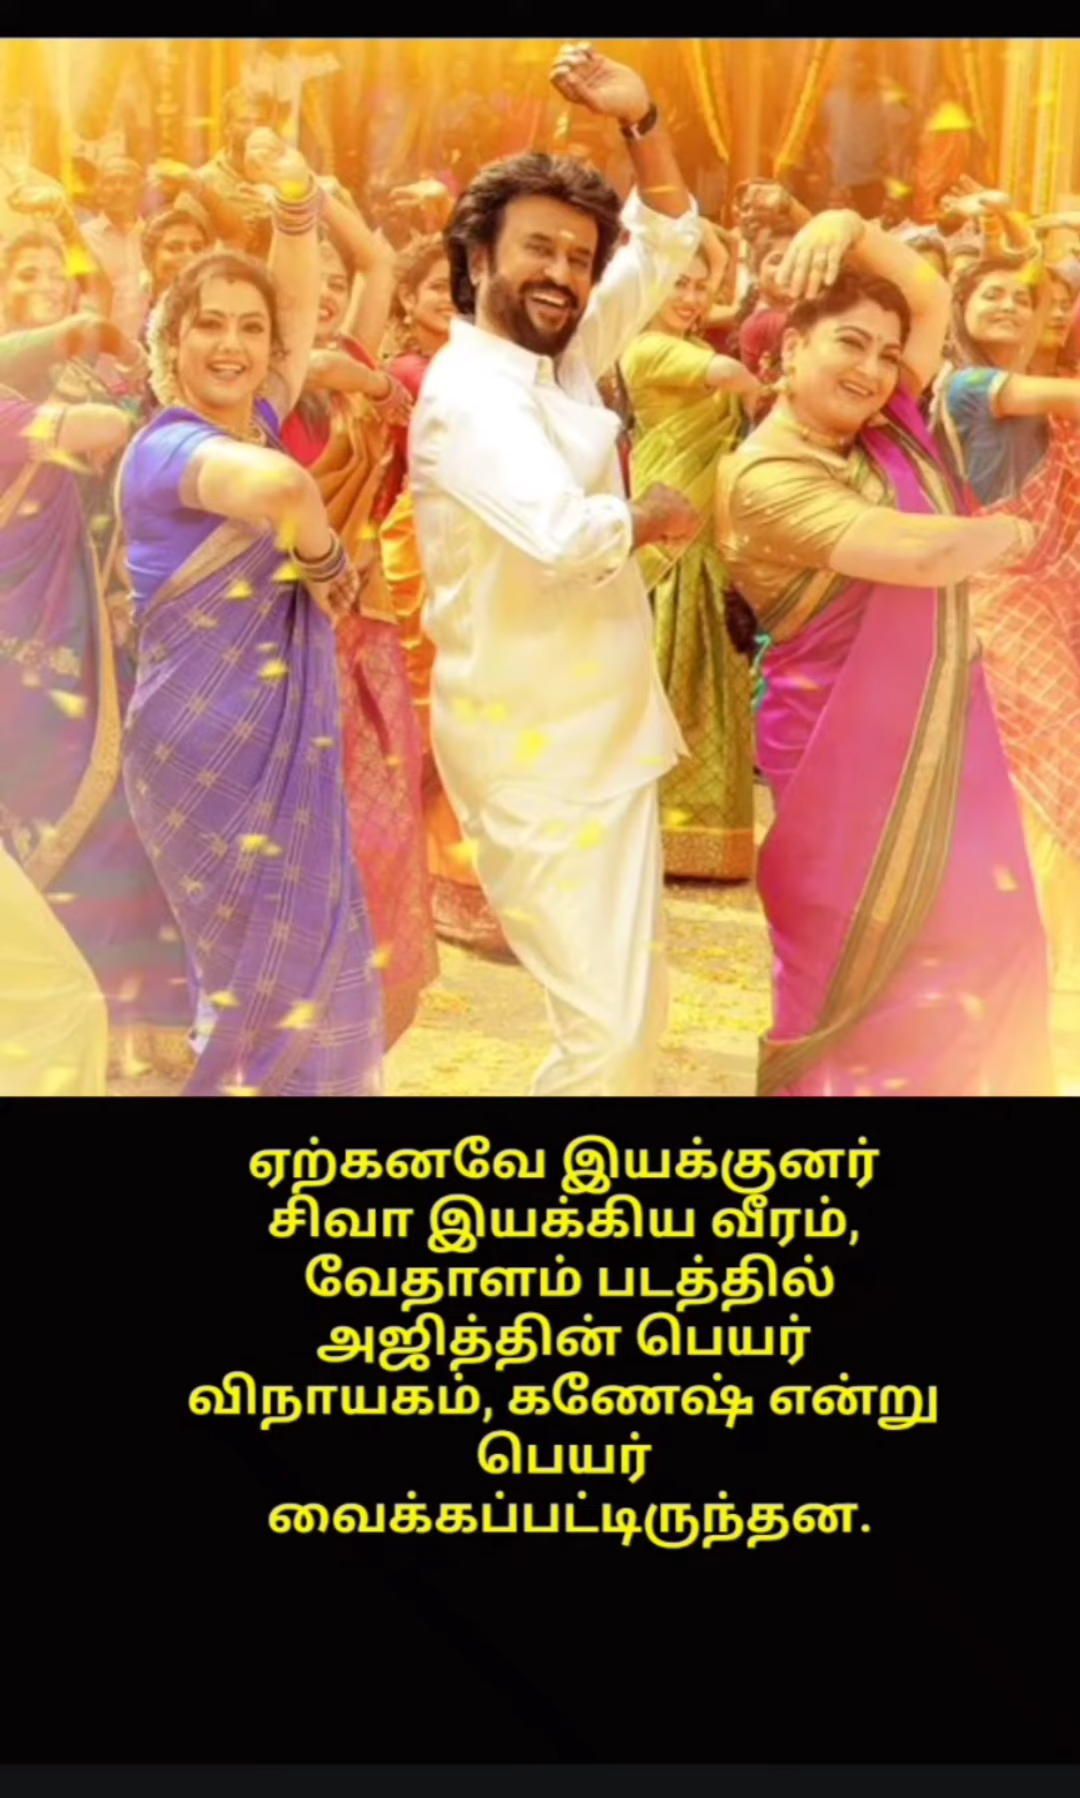 ஏற்கனவே இயக்குனர்
சிவா இயக்கிய வீரம்,
வேதாளம் படத்தில்
அஜித்தின் பெயர்
விநாயகம், கணேஷ் என்று
பெயர்
வைக்கப்பட்டிருந்தன.